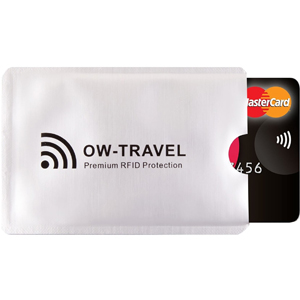 MasterCard
OW-TRAVEL
Premium RFID Protection
456